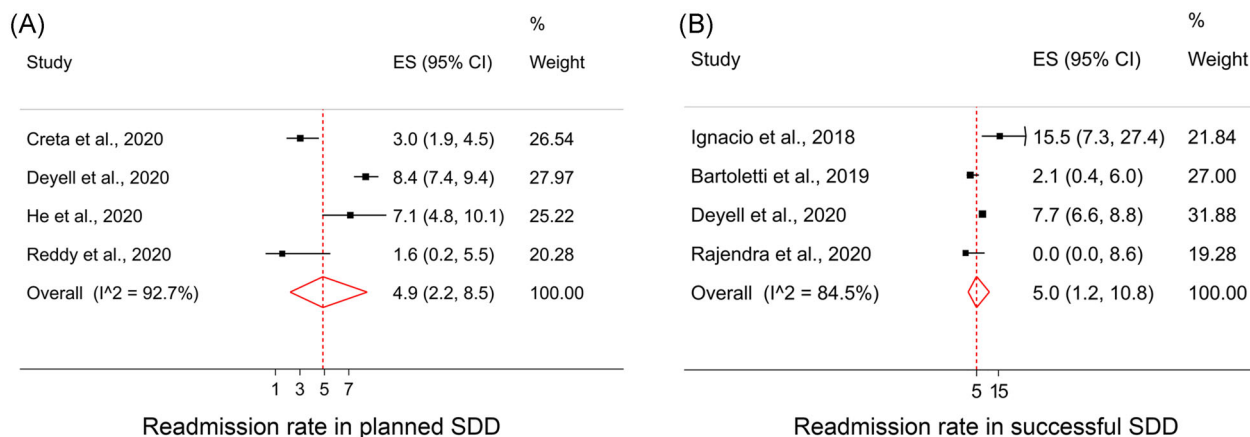 (A)
%
Study ES (95% CI) Weight
Creta et al., 2020 3.0 (1.9, 4.5) 26.54
Deyell et al., 2020 8.4 (7.4, 9.4) 27.97
He et al., 2020 7.1 (4.8, 10.1) 25.22
Reddy et al., 2020 1.6 (0.2, 5.5) 20.28
Overall (I^2 = 92.7%) 4.9 (2.2, 8.5) 100.00
1 3 5 7
Readmission rate in planned SDD
(B)
%
Study ES (95% CI) Weight
Ignacio et al., 2018 15.5 (7.3, 27.4) 21.84
Bartoletti et al., 2019 2.1 (0.4, 6.0) 27.00
Deyell et al., 2020 7.7 (6.6, 8.8) 31.88
Rajendra et al., 2020 0.0 (0.0, 8.6) 19.28
Overall (I^2 = 84.5%) 5.0 (1.2, 10.8) 100.00
5 15
Readmission rate in successful SDD